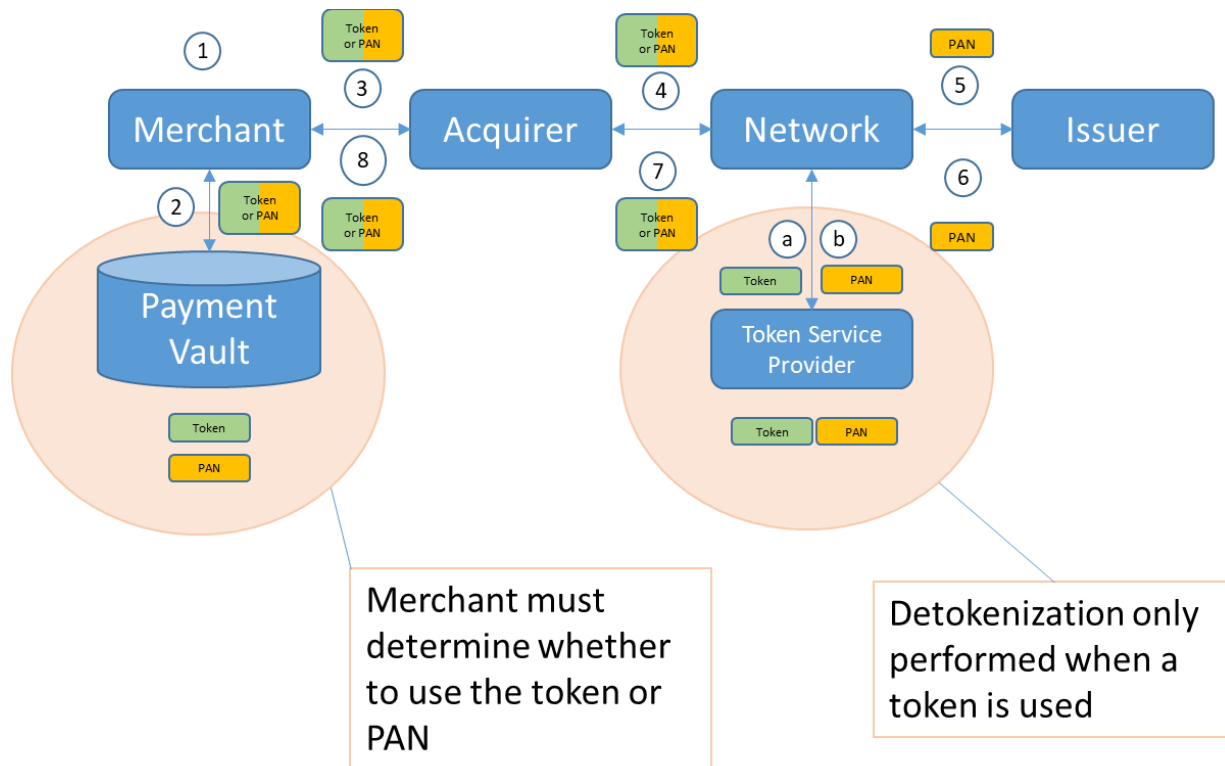 1
Token
or PAN
3
Token
or PAN
4
PAN
5
Merchant
Acquirer
Network
Issuer
8
7
6
2
Token
or PAN
Token
or PAN
Token
or PAN
PAN
a
b
Token
PAN
Payment
Vault
Token Service
Provider
Token
PAN
Token
PAN
Merchant must
determine whether
to use the token or
PAN
Detokenization only
performed when a
token is used